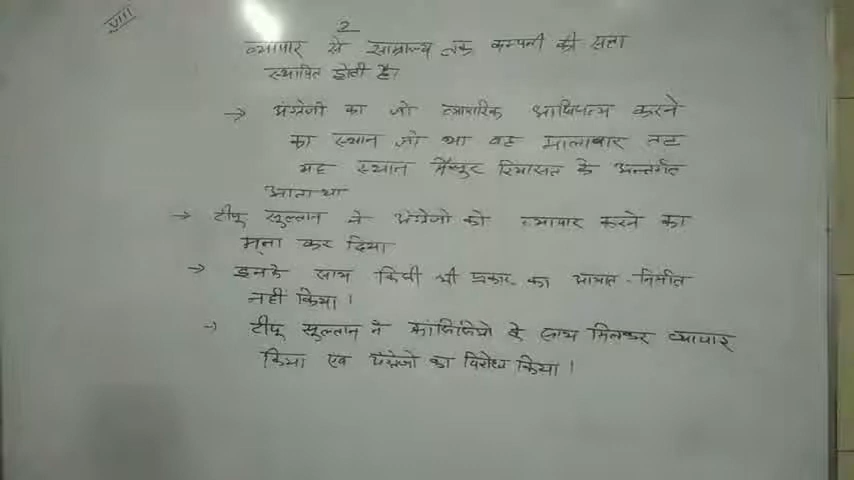 VIII
2
व्यापार से साम्राज्य तक कम्पनी की सत्ता
स्थापित होती है।
→ अंग्रेजो का जो व्यापारिक आधिपत्य करने
का स्थान जो था वह मालाबार तट
यह स्थान मैसूर रियासत के अन्तर्गत
आता था
→ टीपू सुल्तान ने अंग्रेजो को व्यापार करने का
मना कर दिया
→ इनके साथ किसी भी प्रकार का आयात-निर्यात
नहीं किया।
→ टीपू सुल्तान ने फ्रांसिसियो के साथ मिलकर व्यापार
किया एवं अंग्रेजो का विरोध किया।